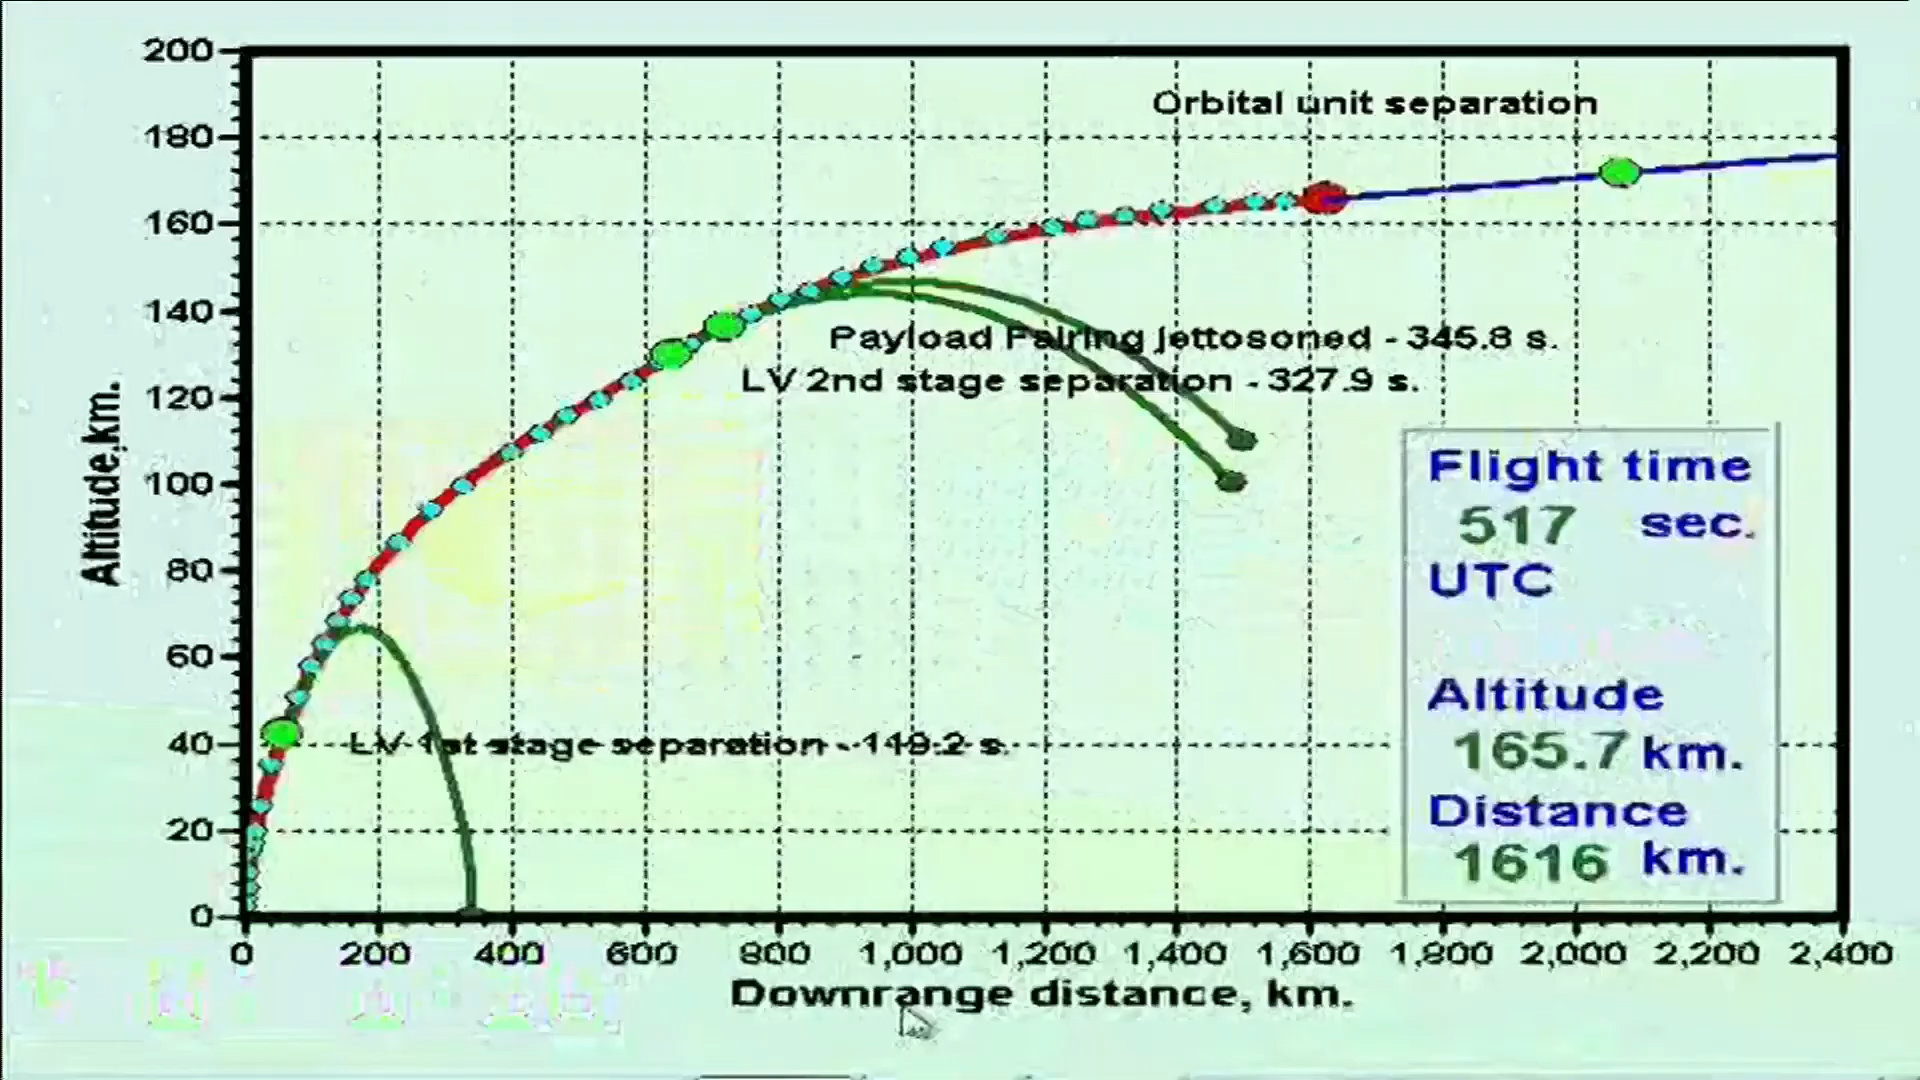 200
Orbital unit separation
180
160
140
Payload Fairing jettosoned - 345.8 s.
LV 2nd stage separation - 327.9 s.
120
Altitude,km.
100
Flight time
517 sec.
UTC
80
60
Altitude
165.7 km.
40
LV 1st stage separation - 119.2 s.
Distance
1616 km.
20
0
0 200 400 600 800 1,000 1,200 1,400 1,600 1,800 2,000 2,200 2,400
Downrange distance, km.